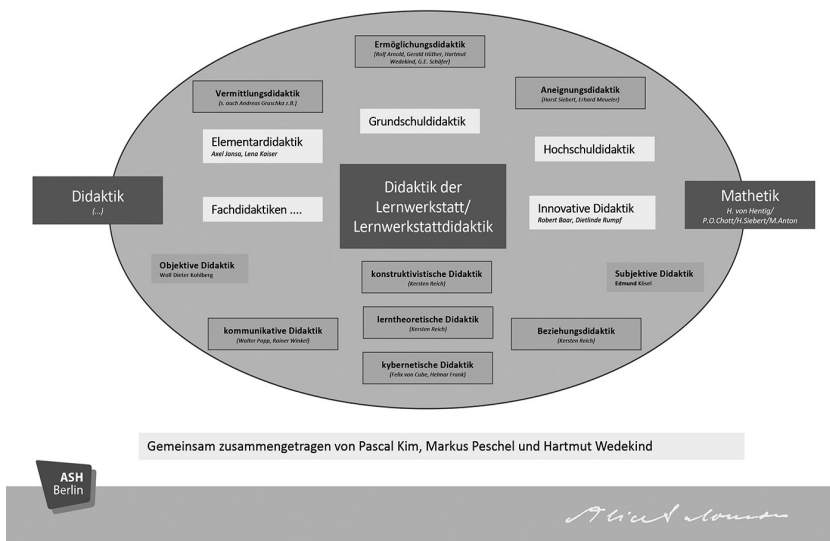 Ermöglichungsdidaktik
(Rolf Arnold, Gerald Hüther, Hartmut
Wedekind, G.E. Schäfer)
Vermittlungsdidaktik
(s. auch Andreas Gruschka z.B.)
Aneignungsdidaktik
(Horst Siebert, Erhard Meueler)
Grundschuldidaktik
Elementardidaktik
Axel Jansa, Lena Kaiser
Hochschuldidaktik
Didaktik
(...)
Fachdidaktiken ....
Didaktik der
Lernwerkstatt/
Lernwerkstattdidaktik
Innovative Didaktik
Robert Baar, Dietlinde Rumpf
Mathetik
H. von Hentig/
P.O.Chott/H.Siebert/M.Anton
Objektive Didaktik
Wolf Dieter Kohlberg
konstruktivistische Didaktik
(Kersten Reich)
Subjektive Didaktik
Edmund Kösel
kommunikative Didaktik
(Walter Popp, Rainer Winkel)
lerntheoretische Didaktik
(Kersten Reich)
Beziehungsdidaktik
(Kersten Reich)
kybernetische Didaktik
(Felix von Cube, Helmar Frank)
Gemeinsam zusammengetragen von Pascal Kim, Markus Peschel und Hartmut Wedekind
ASH
Berlin
Alice Salomon